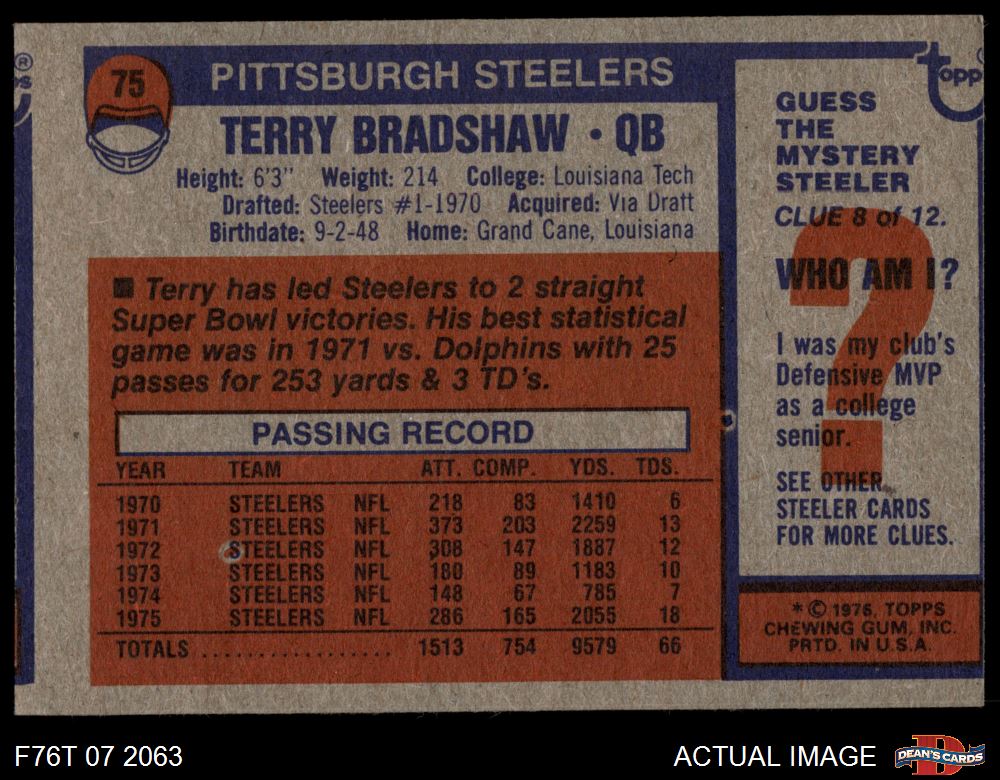 75
PITTSBURGH STEELERS
TERRY BRADSHAW • QB
Height: 6'3" Weight: 214 College: Louisiana Tech
Drafted: Steelers #1-1970 Acquired: Via Draft
Birthdate: 9-2-48 Home: Grand Cane, Louisiana
■ Terry has led Steelers to 2 straight
Super Bowl victories. His best statistical
game was in 1971 vs. Dolphins with 25
passes for 253 yards & 3 TD's.
PASSING RECORD
YEAR TEAM ATT. COMP. YDS. TDS.
1970 STEELERS NFL 218 83 1410 6
1971 STEELERS NFL 373 203 2259 13
1972 STEELERS NFL 308 147 1887 12
1973 STEELERS NFL 180 89 1183 10
1974 STEELERS NFL 148 67 785 7
1975 STEELERS NFL 286 165 2055 18
TOTALS ................. 1513 754 9579 66
topp
GUESS
THE
MYSTERY
STEELER
CLUE 8 of 12.
?
WHO AM I?
I was my club's
Defensive MVP
as a college
senior.
SEE OTHER
STEELER CARDS
FOR MORE CLUES.
* © 1976, TOPPS
CHEWING GUM, INC.
PRTD. IN U.S.A.
F76T 07 2063
ACTUAL IMAGE
D
DEAN'S CARDS